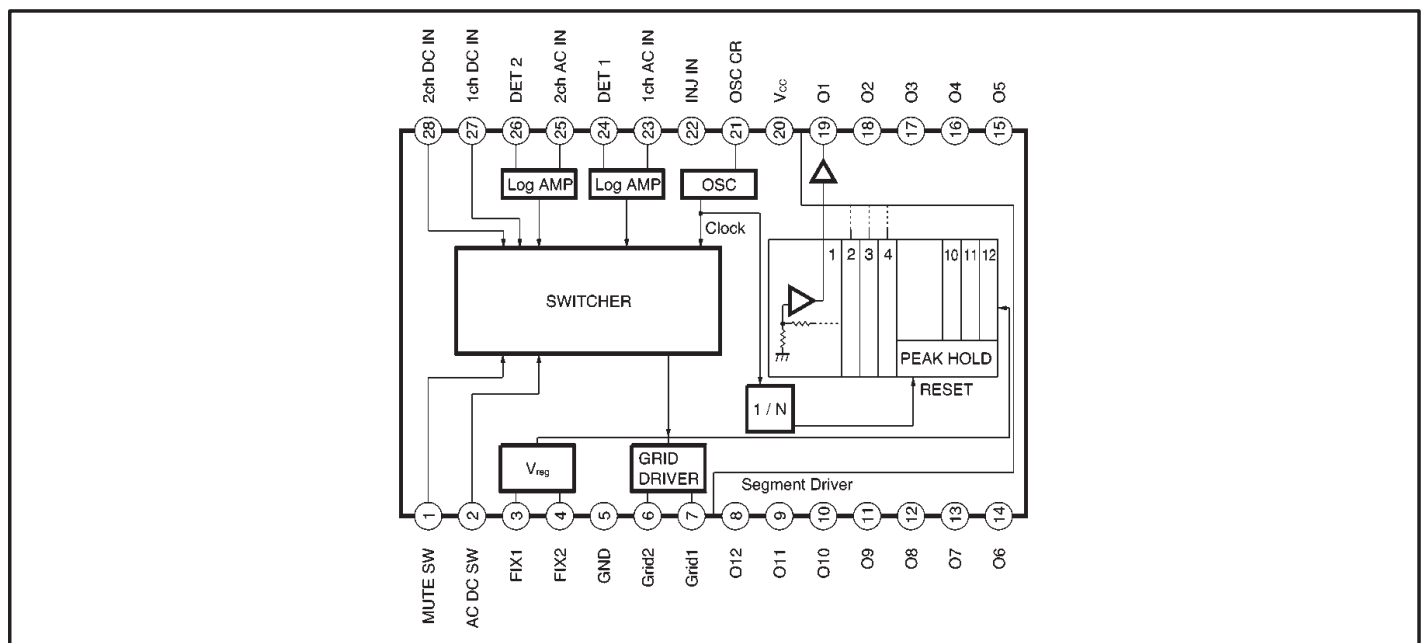 2ch DC IN
1ch DC IN
DET 2
2ch AC IN
DET 1
1ch AC IN
INJ IN
OSC CR
Vcc
O1
O2
O3
O4
O5
28
27
26
25
24
23
22
21
20
19
18
17
16
15
Log AMP
Log AMP
OSC
Clock
1
2
3
4
10
11
12
SWITCHER
PEAK HOLD
RESET
1 / N
Vreg
GRID
DRIVER
Segment Driver
1
2
3
4
5
6
7
8
9
10
11
12
13
14
MUTE SW
AC DC SW
FIX1
FIX2
GND
Grid2
Grid1
O12
O11
O10
O9
O8
O7
O6